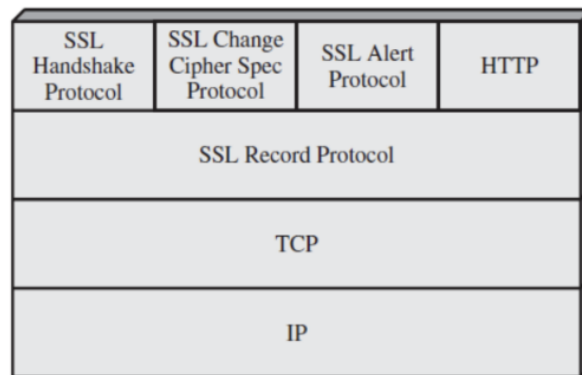 SSL
Handshake
Protocol
SSL Change
Cipher Spec
Protocol
SSL Alert
Protocol
HTTP
SSL Record Protocol
TCP
IP